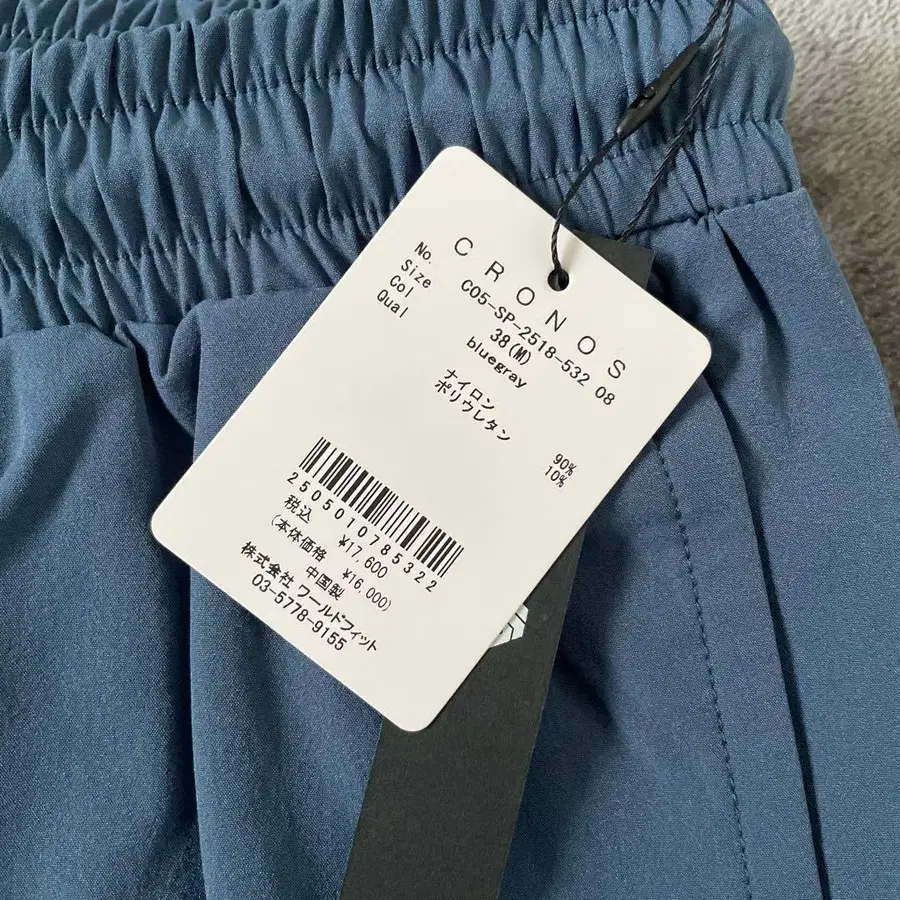 CRONOS
No. C05-SP-2518-532 08
Size 38(M)
Col bluegray
Qual ナイロン 90%
ポリウレタン 10%
2505010785322
税込 ¥17,600
(本体価格 ¥16,000)
中国製
株式会社 ワールドフィット
03-5778-9155